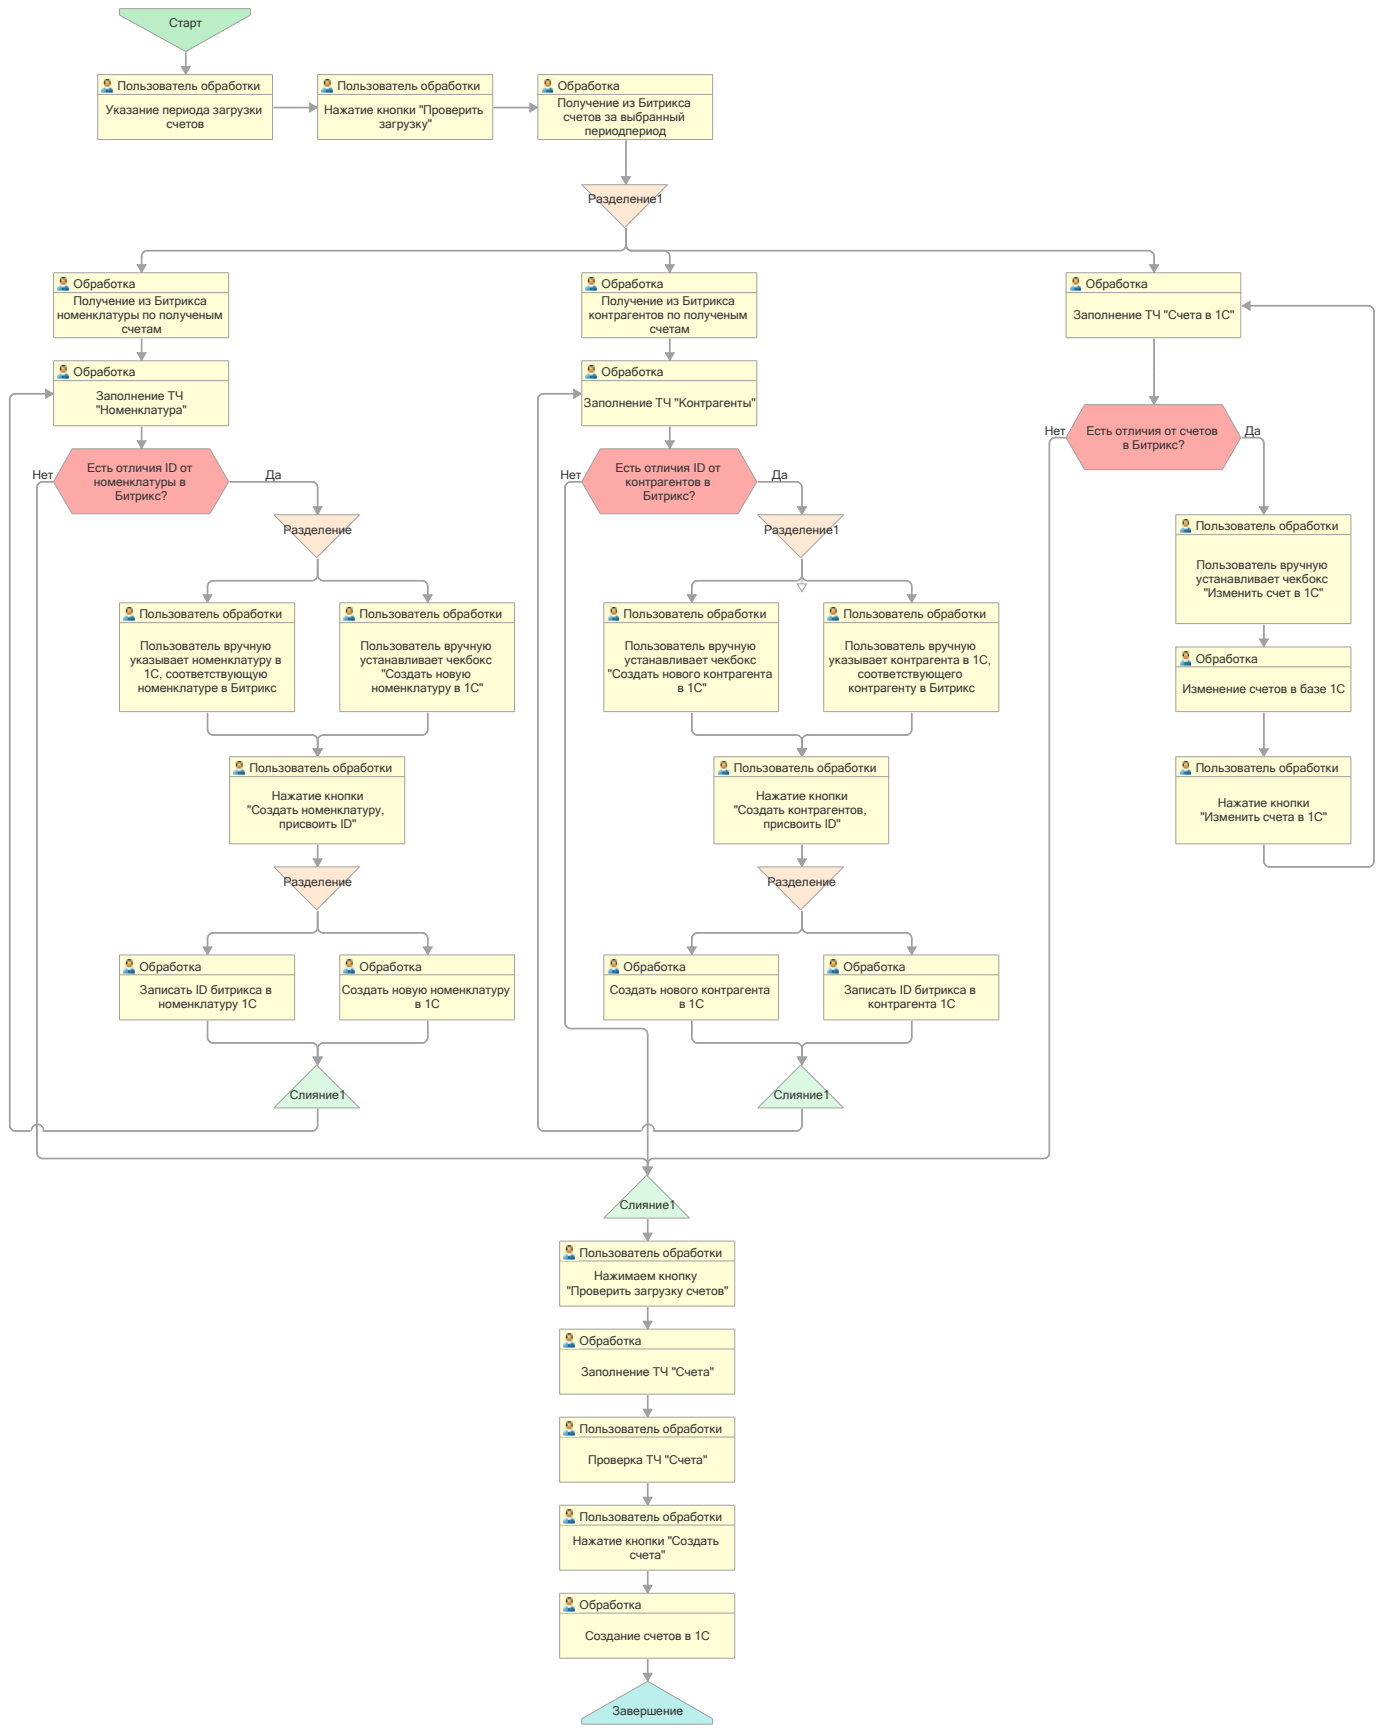 Старт
Пользователь обработки
Указание периода загрузки
счетов
Пользователь обработки
Нажатие кнопки "Проверить
загрузку"
Обработка
Получение из Битрикса
счетов за выбранный
периодпериод
Разделение1
Обработка
Получение из Битрикса
номенклатуры по полученым
счетам
Обработка
Получение из Битрикса
контрагентов по полученым
счетам
Обработка
Заполнение ТЧ "Счета в 1С"
Обработка
Заполнение ТЧ
"Номенклатура"
Обработка
Заполнение ТЧ "Контрагенты"
Нет
Есть отличия от счетов
в Битрикс?
Да
Нет
Есть отличия ID от
номенклатуры в
Битрикс?
Да
Нет
Есть отличия ID от
контрагентов в
Битрикс?
Да
Разделение
Разделение1
Пользователь обработки
Пользователь вручную
устанавливает чекбокс
"Изменить счет в 1С"
Пользователь обработки
Пользователь вручную
указывает номенклатуру в
1С, соответствующую
номенклатуре в Битрикс
Пользователь обработки
Пользователь вручную
устанавливает чекбокс
"Создать новую
номенклатуру в 1С"
Пользователь обработки
Пользователь вручную
устанавливает чекбокс
"Создать нового контрагента
в 1С"
Пользователь обработки
Пользователь вручную
указывает контрагента в 1С,
соответствующего
контрагенту в Битрикс
Обработка
Изменение счетов в базе 1С
Пользователь обработки
Нажатие кнопки
"Создать номенклатуру,
присвоить ID"
Пользователь обработки
Нажатие кнопки
"Создать контрагентов,
присвоить ID"
Пользователь обработки
Нажатие кнопки
"Изменить счета в 1С"
Разделение
Разделение
Обработка
Записать ID битрикса в
номенклатуру 1С
Обработка
Создать новую номенклатуру
в 1С
Обработка
Создать нового контрагента
в 1С
Обработка
Записать ID битрикса в
контрагента 1С
Слияние1
Слияние1
Слияние1
Пользователь обработки
Нажимаем кнопку
"Проверить загрузку счетов"
Обработка
Заполнение ТЧ "Счета"
Пользователь обработки
Проверка ТЧ "Счета"
Пользователь обработки
Нажатие кнопки "Создать
счета"
Обработка
Создание счетов в 1С
Завершение